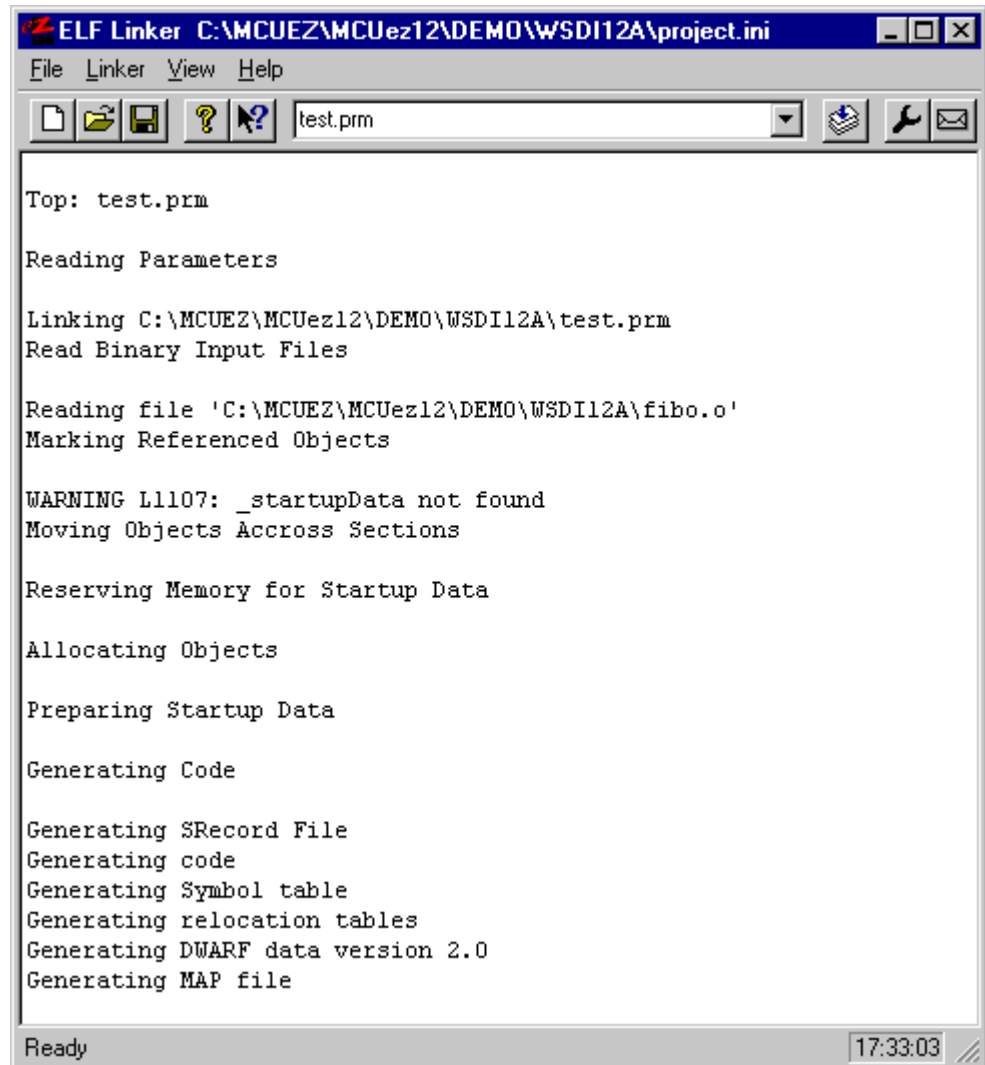 ELF Linker C:\MCUEZ\MCUez12\DEMO\WSDI12A\project.ini
File Linker View Help
test.prm
Top: test.prm
Reading Parameters
Linking C:\MCUEZ\MCUez12\DEMO\WSDI12A\test.prm
Read Binary Input Files
Reading file 'C:\MCUEZ\MCUez12\DEMO\WSDI12A\fibo.o'
Marking Referenced Objects
WARNING L1107: _startupData not found
Moving Objects Accross Sections
Reserving Memory for Startup Data
Allocating Objects
Preparing Startup Data
Generating Code
Generating SRecord File
Generating code
Generating Symbol table
Generating relocation tables
Generating DWARF data version 2.0
Generating MAP file
Ready 17:33:03